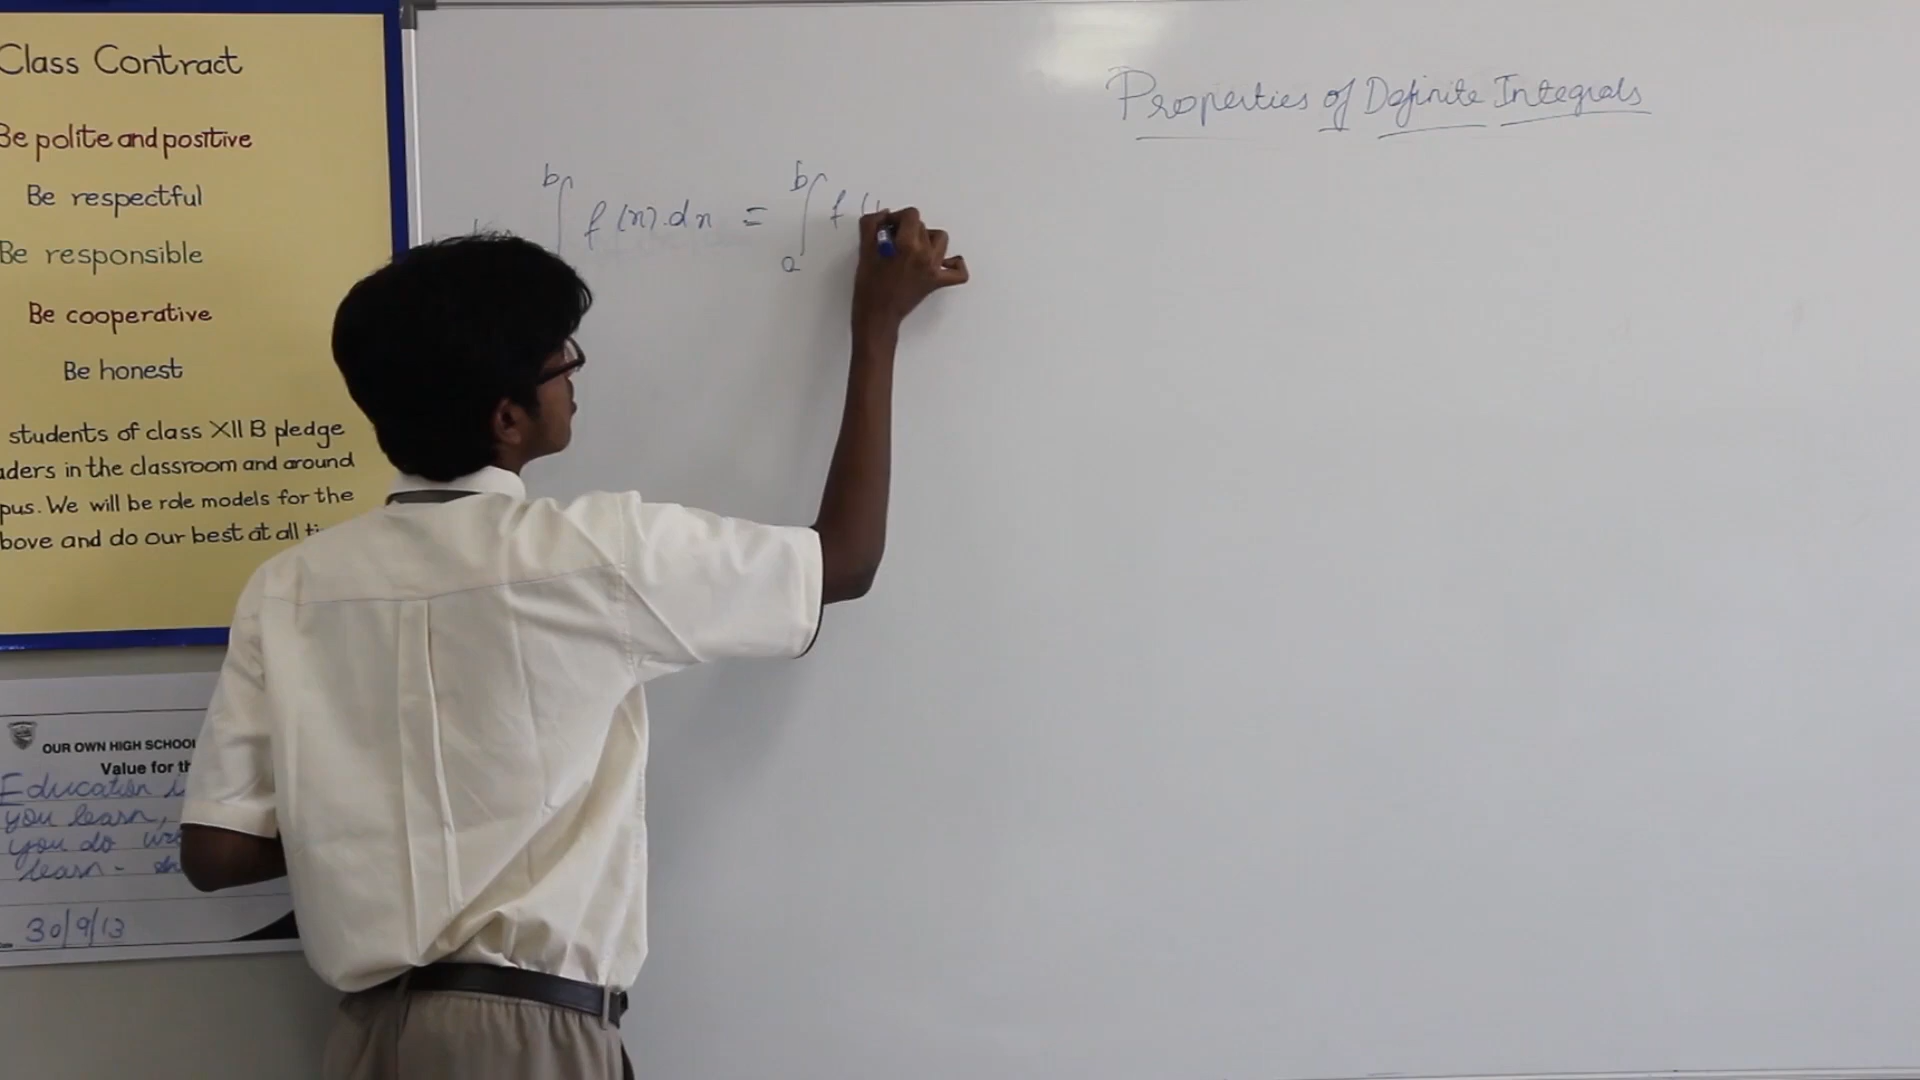 Class Contract
Be polite and positive
Be respectful
Be responsible
Be cooperative
Be honest
students of class XII B pledge
aders in the classroom and around
pus. We will be role models for the
bove and do our best at all
OUR OWN HIGH SCHOOL
Value for
Education
you learn,
you do
learn -
30/9/13
Properties of Definite Integrals
b b
∫ f(x).dx = ∫ f(
a